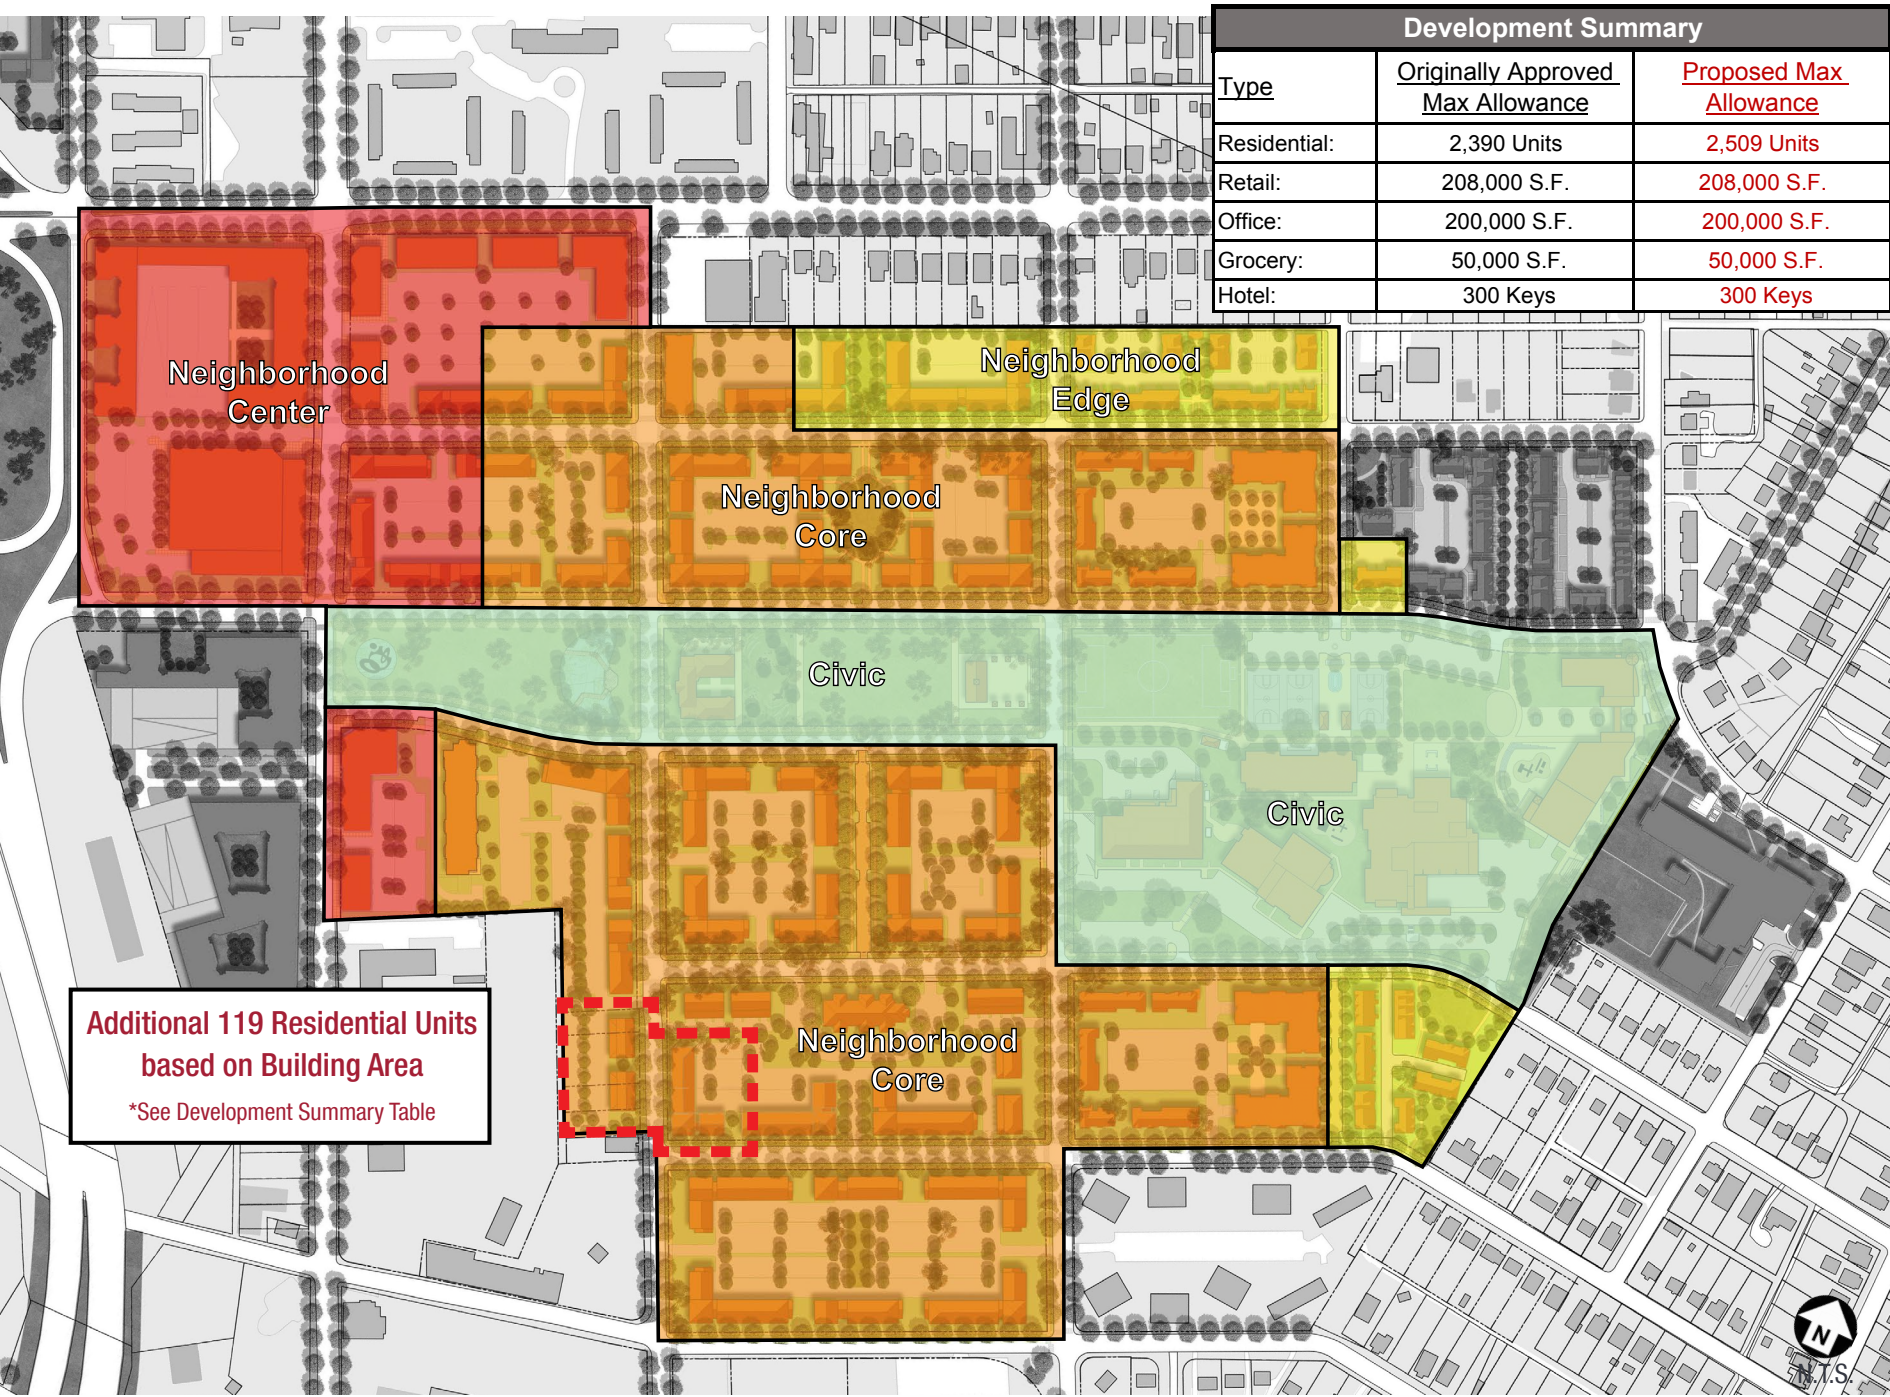 Development Summary
Type
Originally Approved Max Allowance
Proposed Max Allowance
Residential: 2,390 Units 2,509 Units
Retail: 208,000 S.F. 208,000 S.F.
Office: 200,000 S.F. 200,000 S.F.
Grocery: 50,000 S.F. 50,000 S.F.
Hotel: 300 Keys 300 Keys
Neighborhood
Center
Neighborhood
Edge
Neighborhood
Core
Civic
Civic
Neighborhood
Core
Additional 119 Residential Units
based on Building Area
*See Development Summary Table
N
N.T.S.